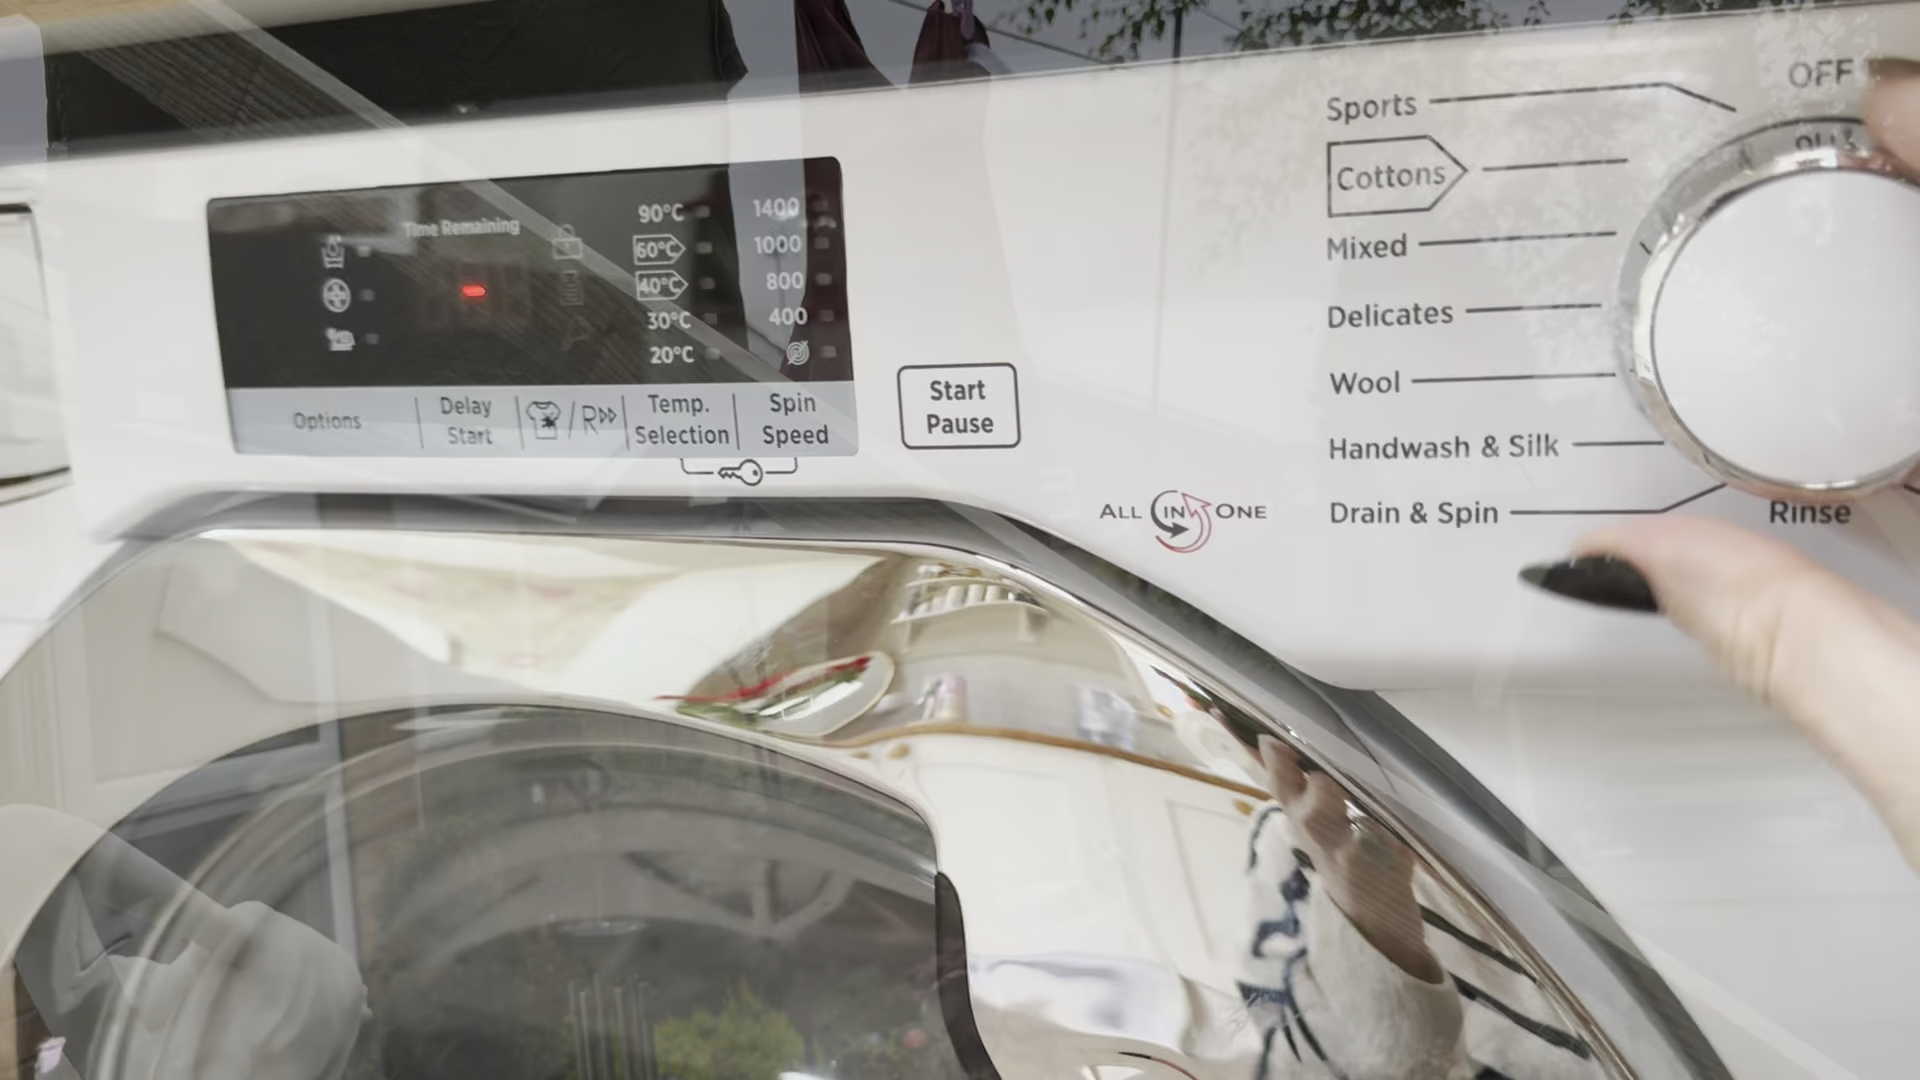 OFF
Sports
Cottons
Mixed
Delicates
Wool
Handwash & Silk
Drain & Spin
Rinse
Time Remaining
90°C
60°C
40°C
30°C
20°C
1400
1000
800
400
Options
Delay
Start
/R
Temp.
Selection
Spin
Speed
Start
Pause
ALL IN ONE